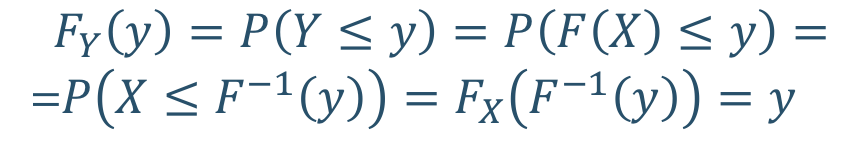 F_Y(y) = P(Y ≤ y) = P(F(X) ≤ y) =
=P(X ≤ F⁻¹(y)) = F_X(F⁻¹(y)) = y